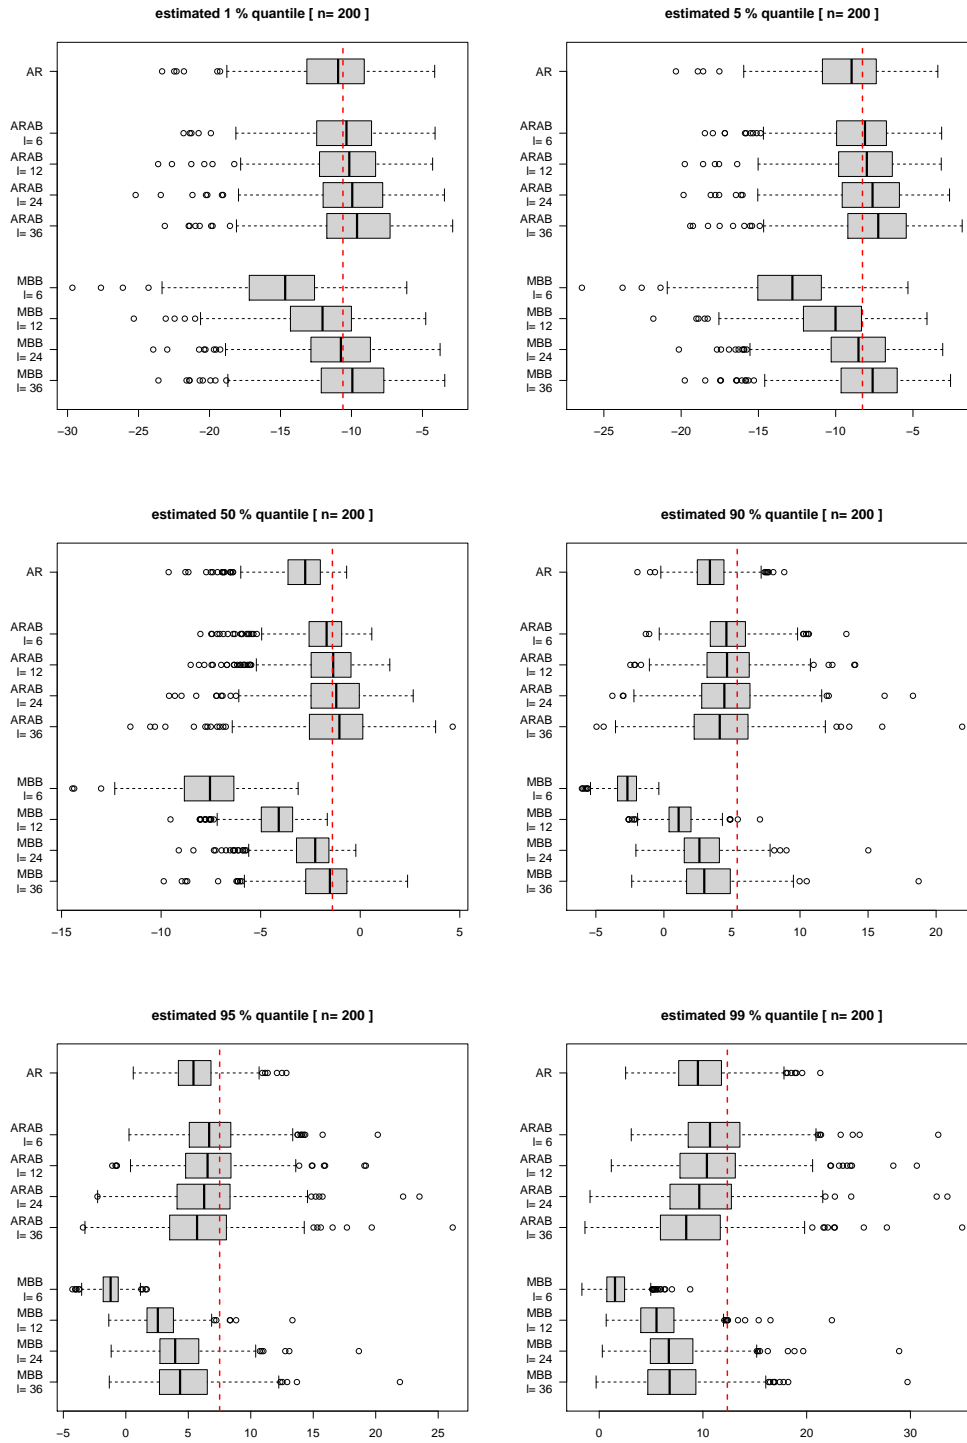 estimated 1 % quantile [ n= 200 ]
AR
ARAB
l= 6
ARAB
l= 12
ARAB
l= 24
ARAB
l= 36
MBB
l= 6
MBB
l= 12
MBB
l= 24
MBB
l= 36
−30 −25 −20 −15 −10 −5
estimated 5 % quantile [ n= 200 ]
AR
ARAB
l= 6
ARAB
l= 12
ARAB
l= 24
ARAB
l= 36
MBB
l= 6
MBB
l= 12
MBB
l= 24
MBB
l= 36
−25 −20 −15 −10 −5
estimated 50 % quantile [ n= 200 ]
AR
ARAB
l= 6
ARAB
l= 12
ARAB
l= 24
ARAB
l= 36
MBB
l= 6
MBB
l= 12
MBB
l= 24
MBB
l= 36
−15 −10 −5 0 5
estimated 90 % quantile [ n= 200 ]
AR
ARAB
l= 6
ARAB
l= 12
ARAB
l= 24
ARAB
l= 36
MBB
l= 6
MBB
l= 12
MBB
l= 24
MBB
l= 36
−5 0 5 10 15 20
estimated 95 % quantile [ n= 200 ]
AR
ARAB
l= 6
ARAB
l= 12
ARAB
l= 24
ARAB
l= 36
MBB
l= 6
MBB
l= 12
MBB
l= 24
MBB
l= 36
−5 0 5 10 15 20 25
estimated 99 % quantile [ n= 200 ]
AR
ARAB
l= 6
ARAB
l= 12
ARAB
l= 24
ARAB
l= 36
MBB
l= 6
MBB
l= 12
MBB
l= 24
MBB
l= 36
0 10 20 30